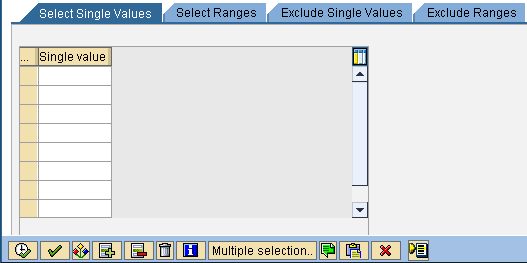 Select Single Values Select Ranges Exclude Single Values Exclude Ranges
... Single value
Multiple selection..